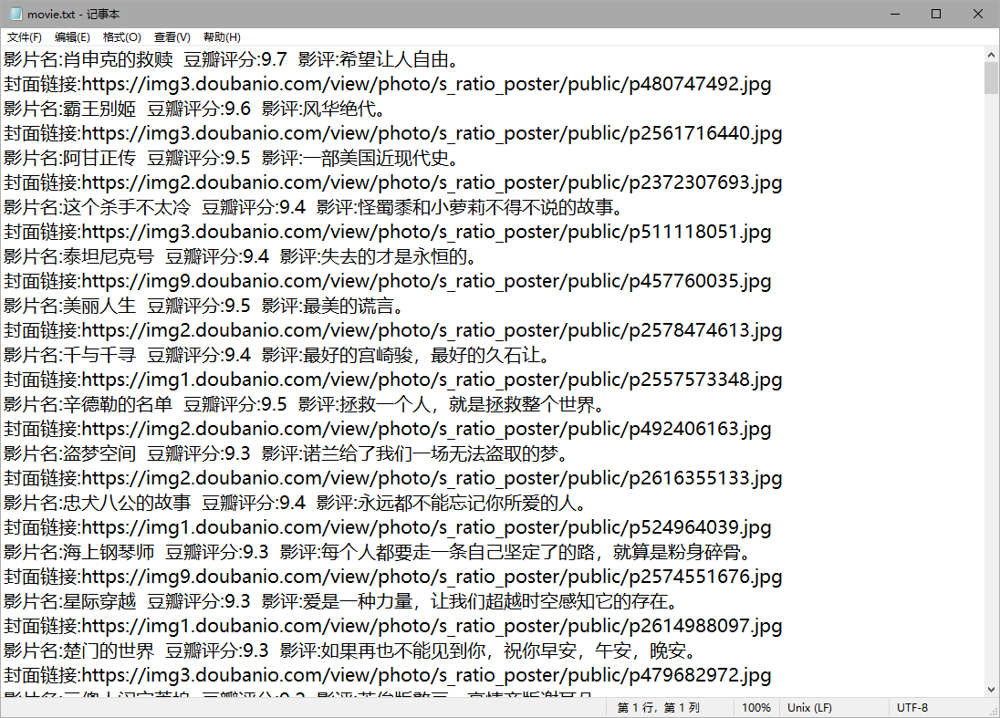 movie.txt - 记事本
文件(F) 编辑(E) 格式(O) 查看(V) 帮助(H)
影片名:肖申克的救赎 豆瓣评分:9.7 影评:希望让人自由。
封面链接:https://img3.doubanio.com/view/photo/s_ratio_poster/public/p480747492.jpg
影片名:霸王别姬 豆瓣评分:9.6 影评:风华绝代。
封面链接:https://img3.doubanio.com/view/photo/s_ratio_poster/public/p2561716440.jpg
影片名:阿甘正传 豆瓣评分:9.5 影评:一部美国近现代史。
封面链接:https://img2.doubanio.com/view/photo/s_ratio_poster/public/p2372307693.jpg
影片名:这个杀手不太冷 豆瓣评分:9.4 影评:怪蜀黍和小萝莉不得不说的故事。
封面链接:https://img3.doubanio.com/view/photo/s_ratio_poster/public/p511118051.jpg
影片名:泰坦尼克号 豆瓣评分:9.4 影评:失去的才是永恒的。
封面链接:https://img9.doubanio.com/view/photo/s_ratio_poster/public/p457760035.jpg
影片名:美丽人生 豆瓣评分:9.5 影评:最美的谎言。
封面链接:https://img2.doubanio.com/view/photo/s_ratio_poster/public/p2578474613.jpg
影片名:千与千寻 豆瓣评分:9.4 影评:最好的宫崎骏，最好的久石让。
封面链接:https://img1.doubanio.com/view/photo/s_ratio_poster/public/p2557573348.jpg
影片名:辛德勒的名单 豆瓣评分:9.5 影评:拯救一个人，就是拯救整个世界。
封面链接:https://img2.doubanio.com/view/photo/s_ratio_poster/public/p492406163.jpg
影片名:盗梦空间 豆瓣评分:9.3 影评:诺兰给了我们一场无法盗取的梦。
封面链接:https://img2.doubanio.com/view/photo/s_ratio_poster/public/p2616355133.jpg
影片名:忠犬八公的故事 豆瓣评分:9.4 影评:永远都不能忘记你所爱的人。
封面链接:https://img1.doubanio.com/view/photo/s_ratio_poster/public/p524964039.jpg
影片名:海上钢琴师 豆瓣评分:9.3 影评:每个人都要走一条自己坚定了的路，就算是粉身碎骨。
封面链接:https://img9.doubanio.com/view/photo/s_ratio_poster/public/p2574551676.jpg
影片名:星际穿越 豆瓣评分:9.3 影评:爱是一种力量，让我们超越时空感知它的存在。
封面链接:https://img1.doubanio.com/view/photo/s_ratio_poster/public/p2614988097.jpg
影片名:楚门的世界 豆瓣评分:9.3 影评:如果再也不能见到你，祝你早安，午安，晚安。
封面链接:https://img3.doubanio.com/view/photo/s_ratio_poster/public/p479682972.jpg
第 1 行，第 1 列 100% Unix (LF) UTF-8